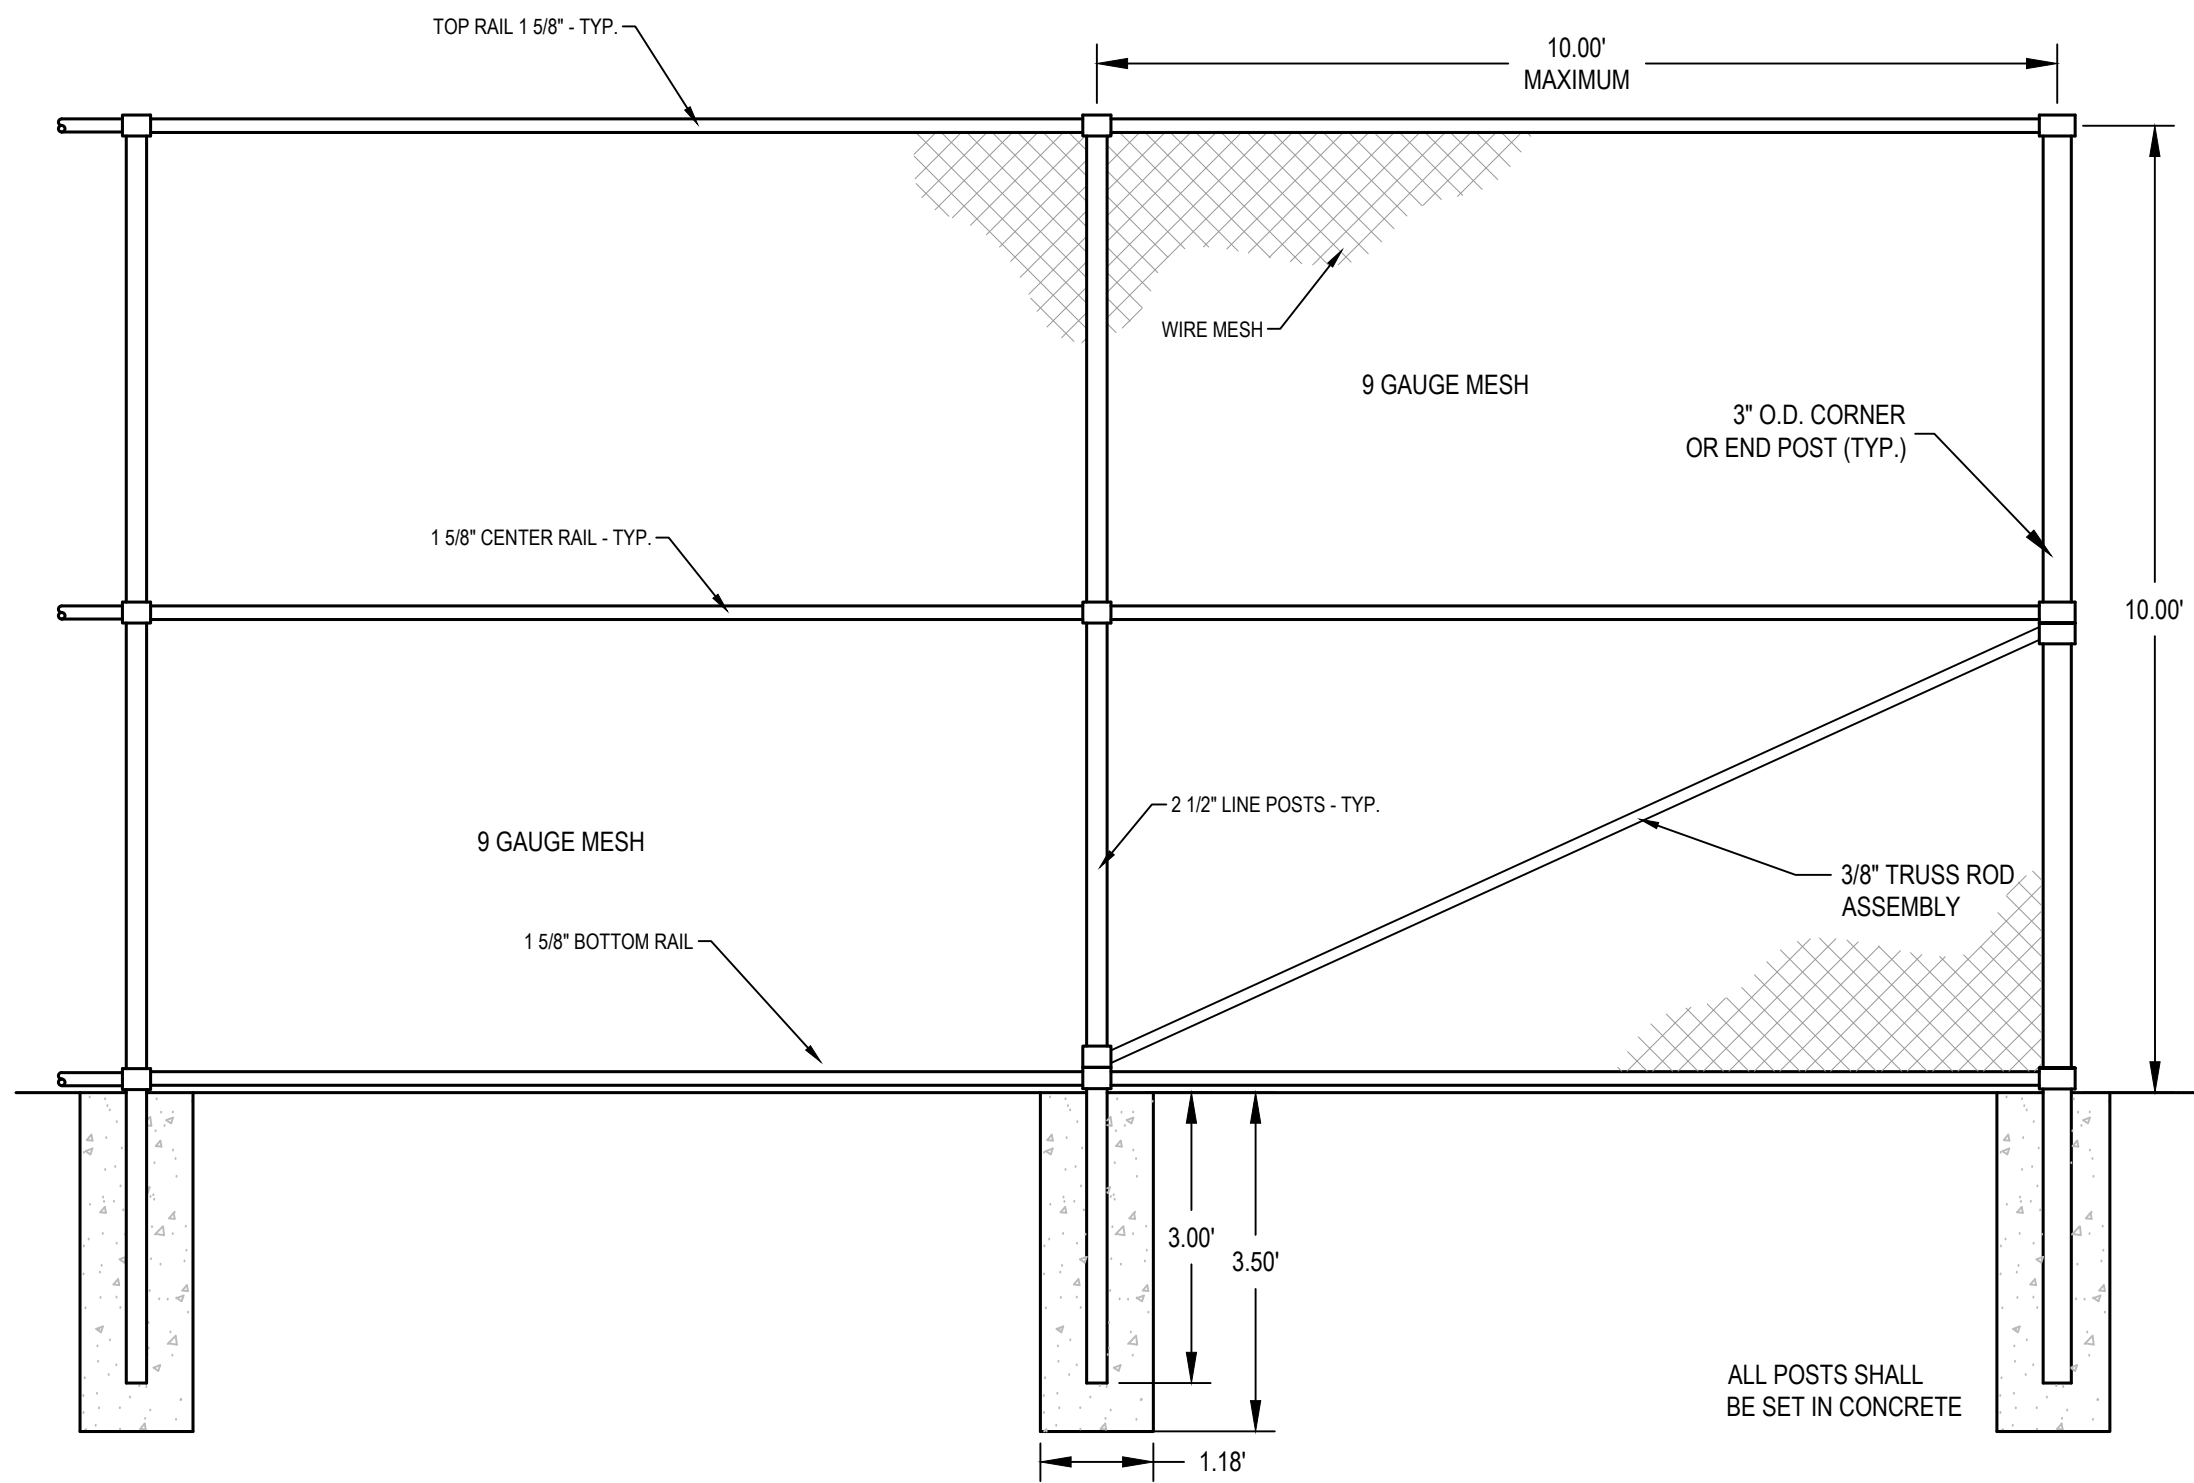 TOP RAIL 1 5/8" - TYP.
10.00'
MAXIMUM
WIRE MESH
9 GAUGE MESH
3" O.D. CORNER
OR END POST (TYP.)
1 5/8" CENTER RAIL - TYP.
10.00'
2 1/2" LINE POSTS - TYP.
9 GAUGE MESH
3/8" TRUSS ROD
ASSEMBLY
1 5/8" BOTTOM RAIL
3.00'
3.50'
ALL POSTS SHALL
BE SET IN CONCRETE
1.18'